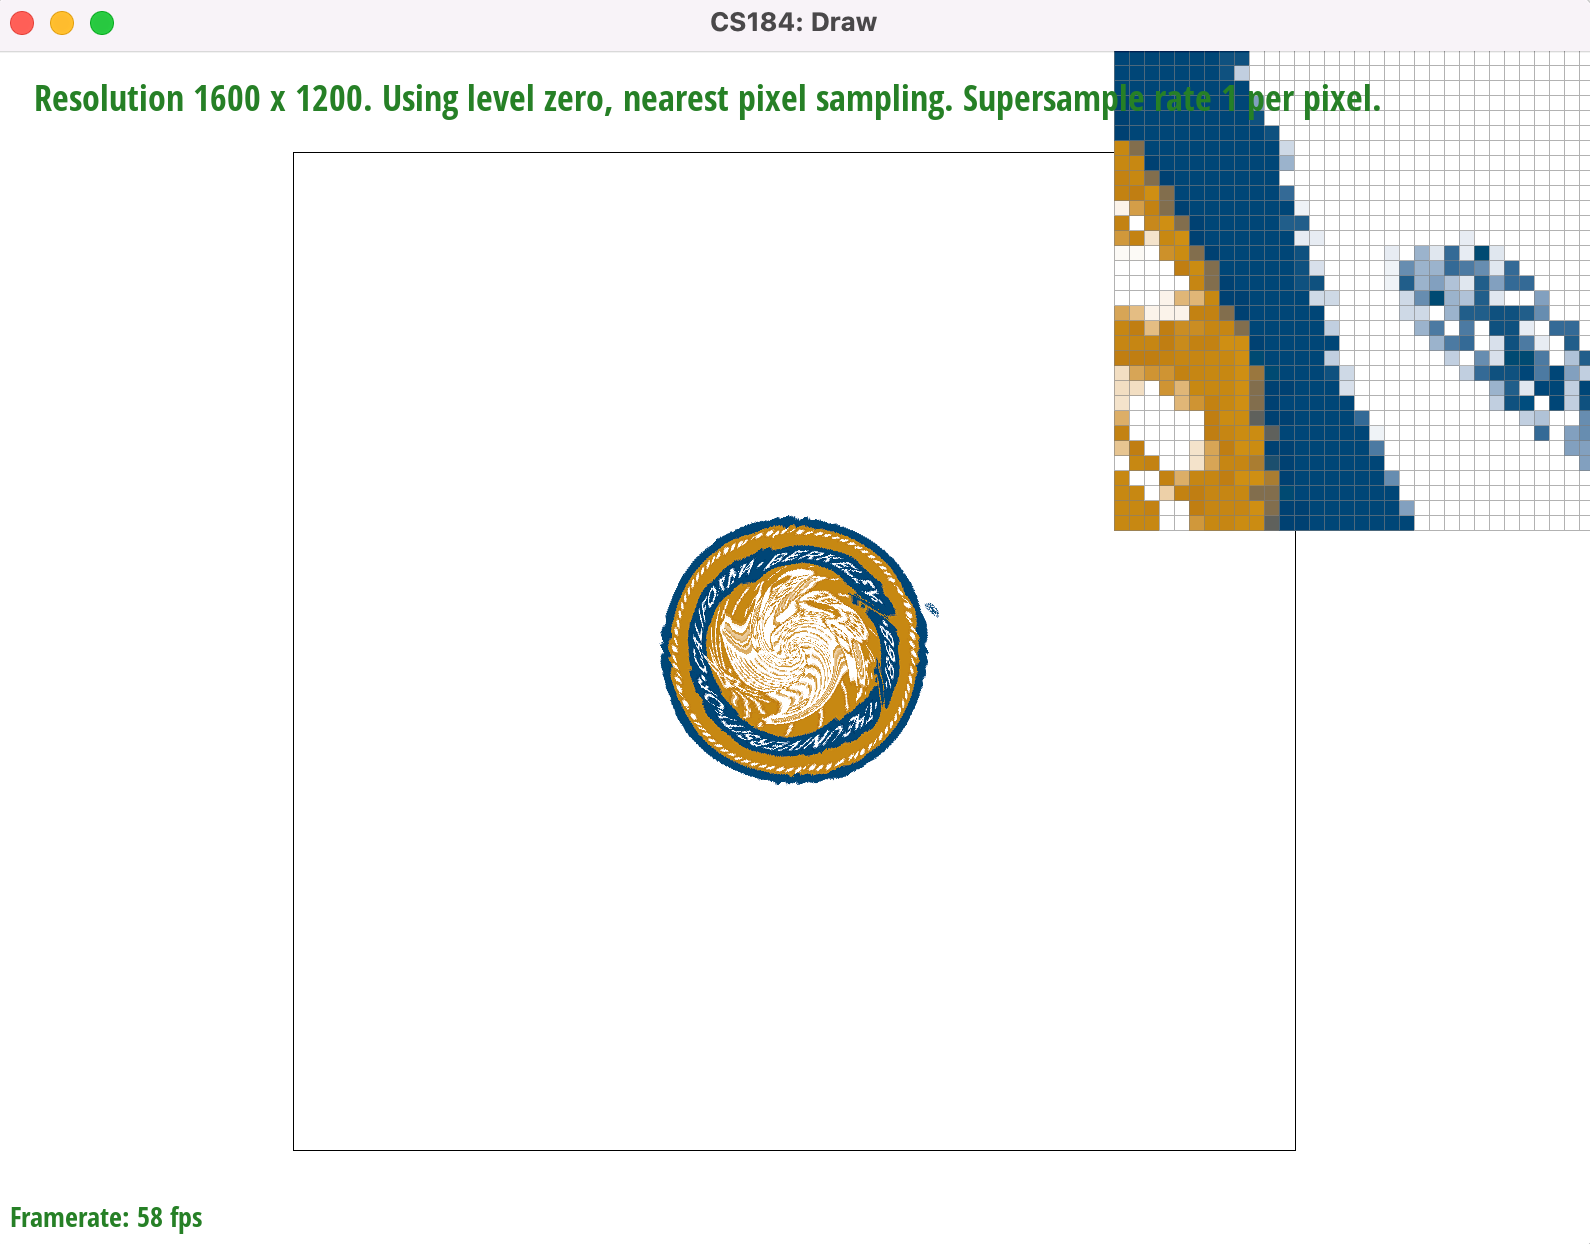 CS184: Draw
Resolution 1600 x 1200. Using level zero, nearest pixel sampling. Supersample rate 1 per pixel.
Framerate: 58 fps